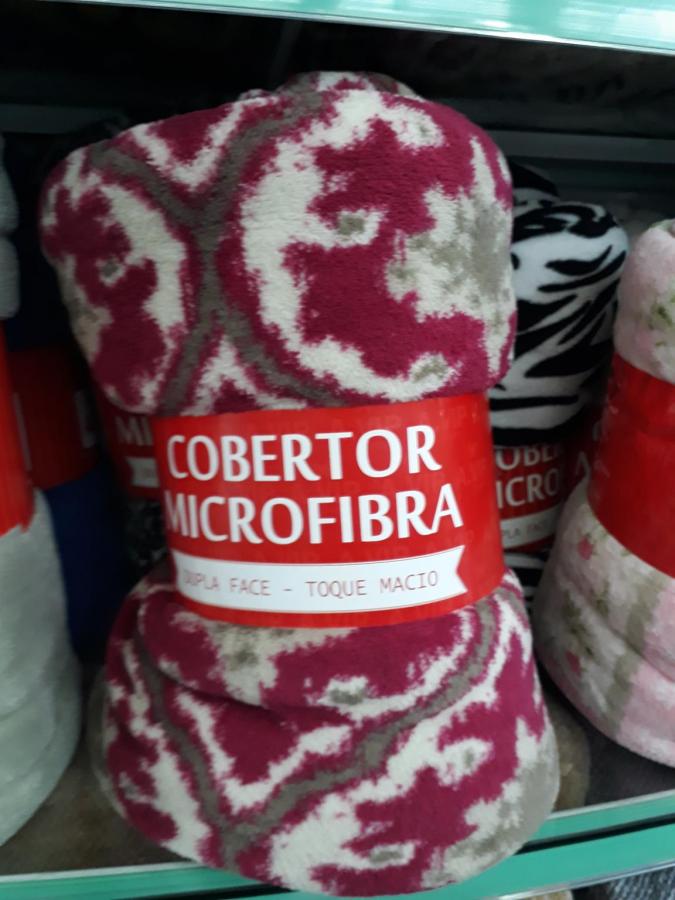 COBERTOR
MICROFIBRA
DUPLA FACE - TOQUE MACIO